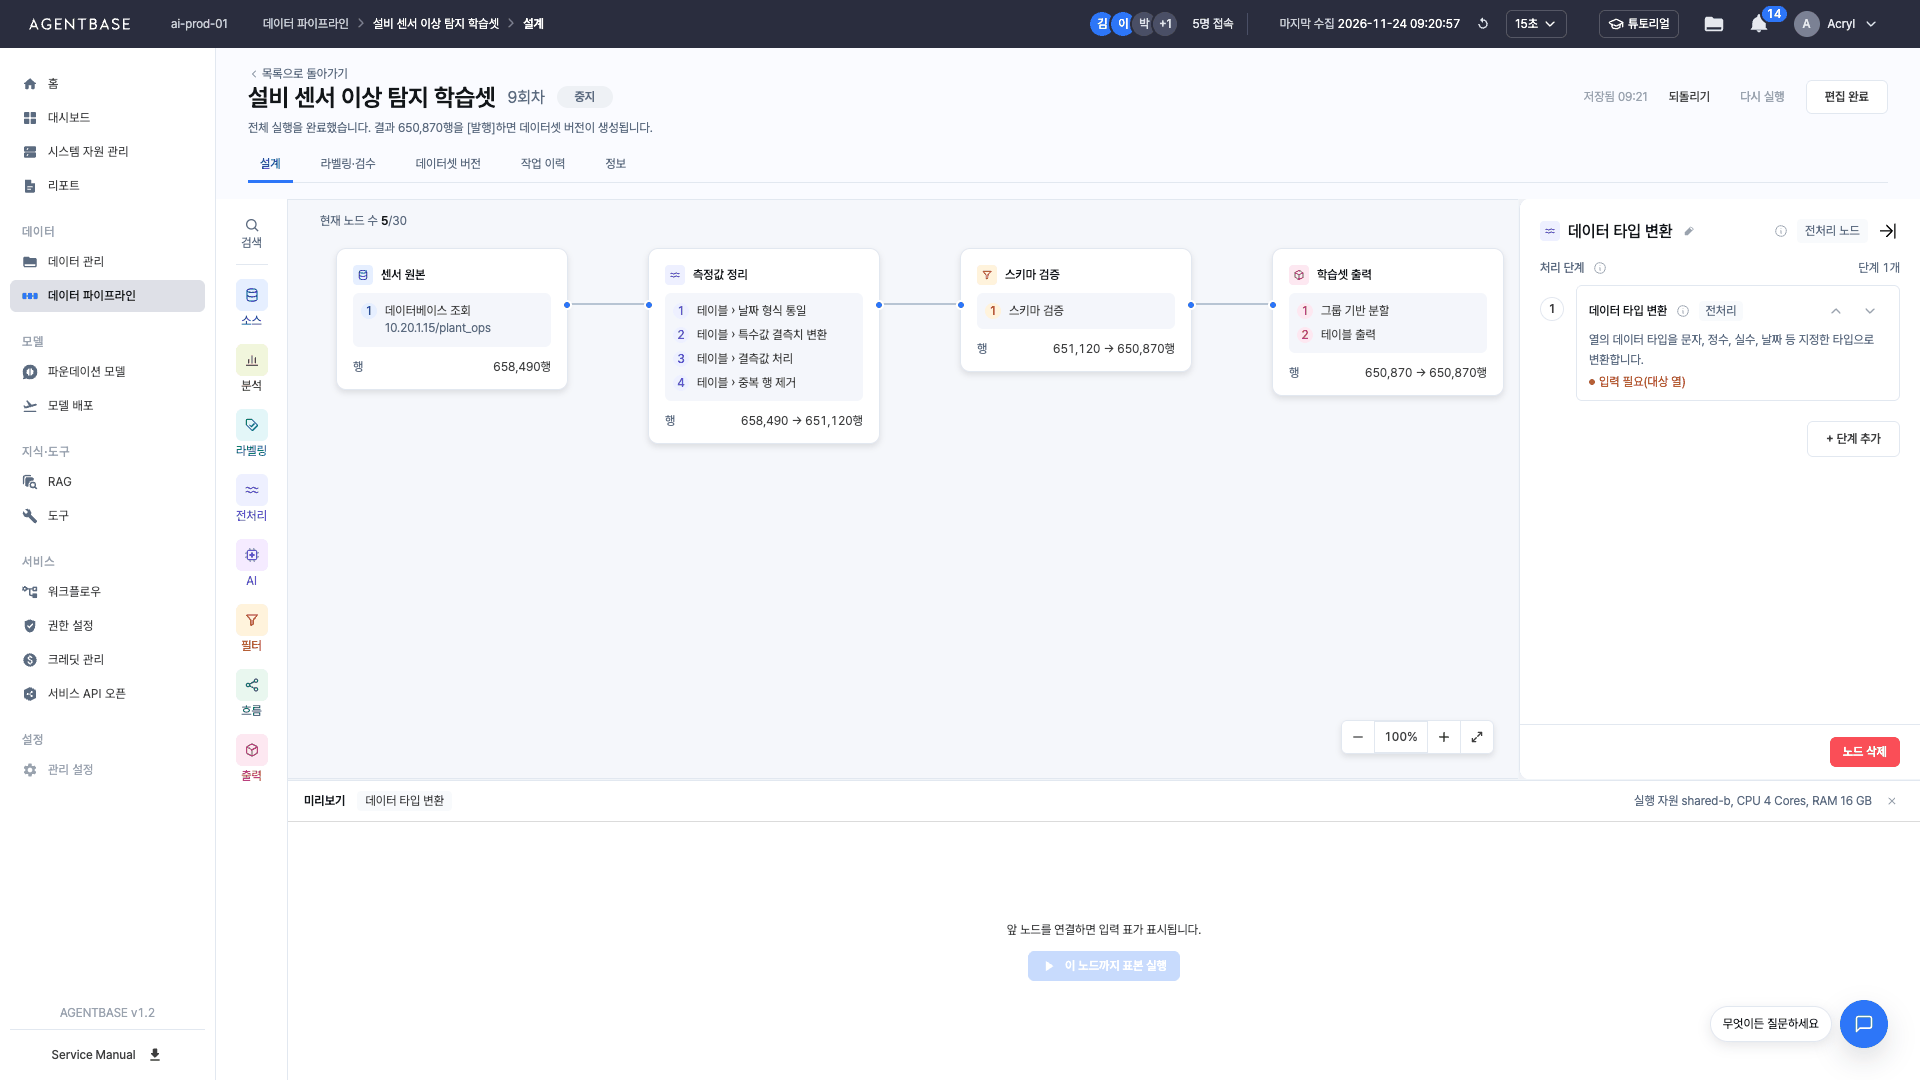 AGENTBASE
ai-prod-01
데이터 파이프라인 > 설비 센서 이상 탐지 학습셋 > 설계
김 이 박 +1 5명 접속
마지막 수집 2026-11-24 09:20:57
15초
튜토리얼
14
A Acryl
홈
대시보드
시스템 자원 관리
리포트
데이터
데이터 관리
데이터 파이프라인
모델
파운데이션 모델
모델 배포
지식·도구
RAG
도구
서비스
워크플로우
권한 설정
크레딧 관리
서비스 API 오픈
설정
관리 설정
AGENTBASE v1.2
Service Manual
목록으로 돌아가기
설비 센서 이상 탐지 학습셋 9회차 중지
전체 실행을 완료했습니다. 결과 650,870행을 [발행]하면 데이터셋 버전이 생성됩니다.
저장됨 09:21 되돌리기 다시 실행 편집 완료
설계 라벨링·검수 데이터셋 버전 작업 이력 정보
검색
소스
분석
라벨링
전처리
AI
필터
흐름
출력
현재 노드 수 5/30
센서 원본
1 데이터베이스 조회
10.20.1.15/plant_ops
행 658,490행
측정값 정리
1 테이블 › 날짜 형식 통일
2 테이블 › 특수값 결측치 변환
3 테이블 › 결측값 처리
4 테이블 › 중복 행 제거
행 658,490 → 651,120행
스키마 검증
1 스키마 검증
행 651,120 → 650,870행
학습셋 출력
1 그룹 기반 분할
2 테이블 출력
행 650,870 → 650,870행
100%
데이터 타입 변환 전처리 노드
처리 단계 단계 1개
1 데이터 타입 변환 전처리
열의 데이터 타입을 문자, 정수, 실수, 날짜 등 지정한 타입으로
변환합니다.
입력 필요(대상 열)
+ 단계 추가
노드 삭제
미리보기 데이터 타입 변환
실행 자원 shared-b, CPU 4 Cores, RAM 16 GB
앞 노드를 연결하면 입력 표가 표시됩니다.
이 노드까지 표본 실행
무엇이든 질문하세요